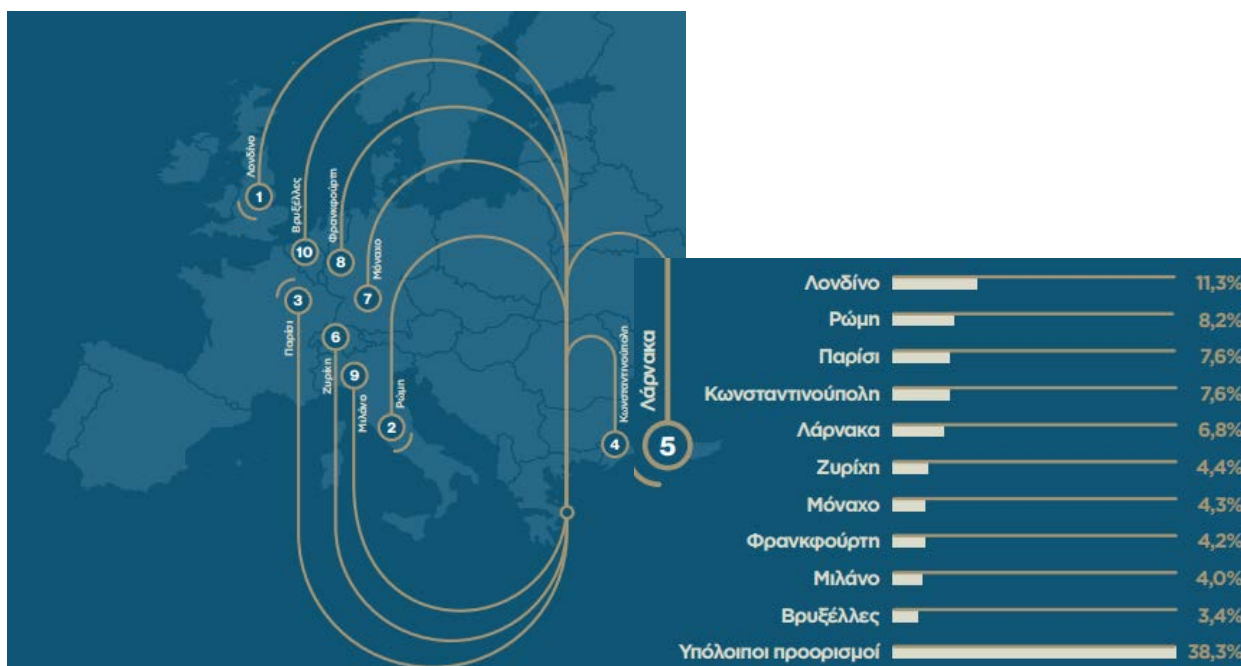 Λονδίνο
1
Βρυξέλλες
10
Φρανκφούρτη
8
Μόναχο
7
3
Παρίσι
6
Ζυρίχη
9
Μιλάνο
Ρώμη
2
Κωνσταντινούπολη
4
Λάρνακα
5
Λονδίνο 11,3%
Ρώμη 8,2%
Παρίσι 7,6%
Κωνσταντινούπολη 7,6%
Λάρνακα 6,8%
Ζυρίχη 4,4%
Μόναχο 4,3%
Φρανκφούρτη 4,2%
Μιλάνο 4,0%
Βρυξέλλες 3,4%
Υπόλοιποι προορισμοί 38,3%